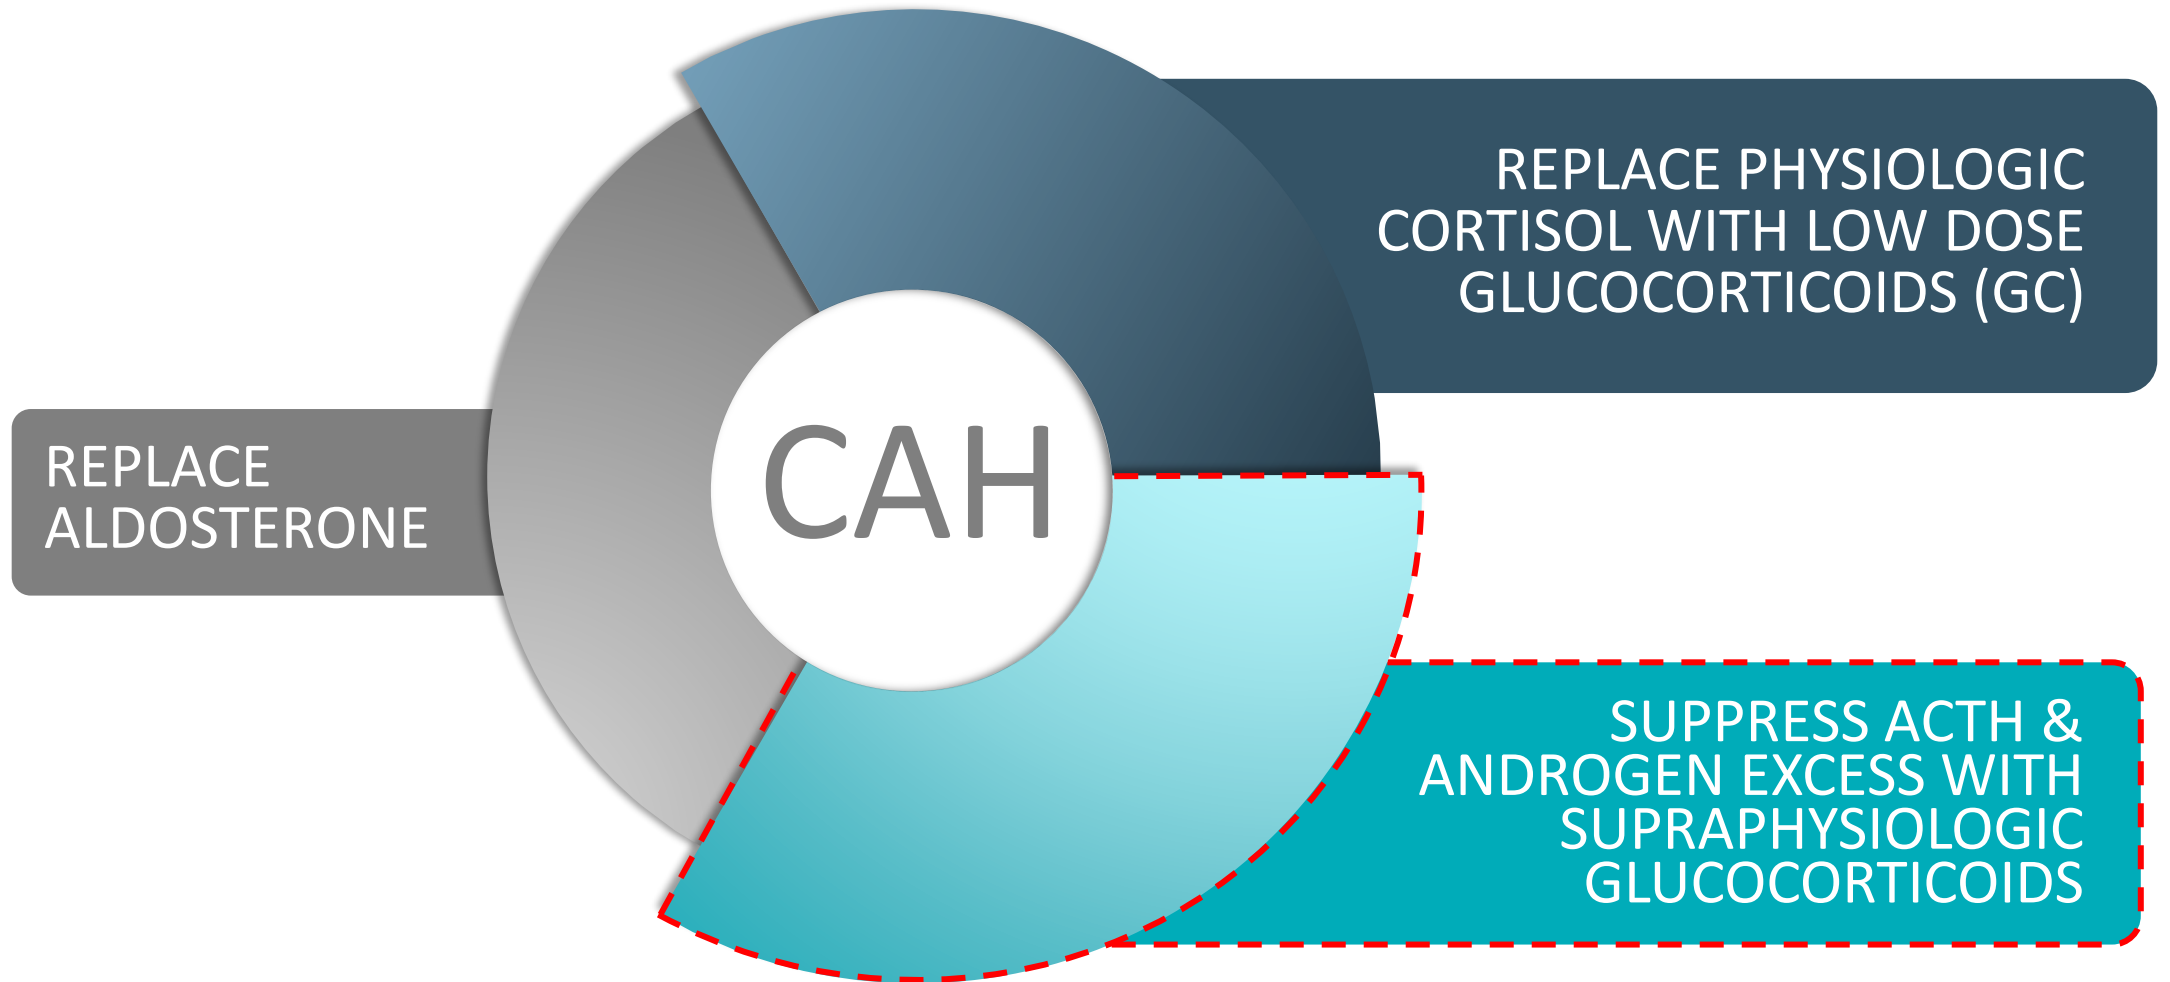 REPLACE PHYSIOLOGIC
CORTISOL WITH LOW DOSE
GLUCOCORTICOIDS (GC)
CAH
REPLACE
ALDOSTERONE
SUPPRESS ACTH &
ANDROGEN EXCESS WITH
SUPRAPHYSIOLOGIC
GLUCOCORTICOIDS